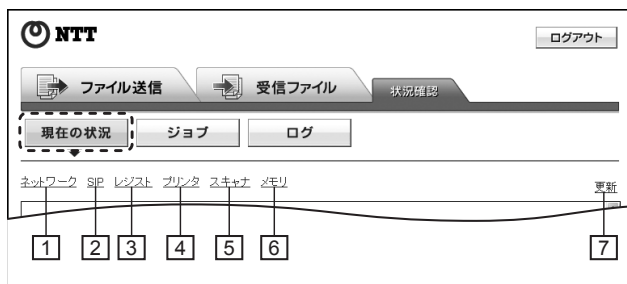 NTT
ログアウト
ファイル送信 受信ファイル 状況確認
現在の状況 ジョブ ログ
ネットワーク SIP レジスト プリンタ スキャナ メモリ 更新
1 2 3 4 5 6 7